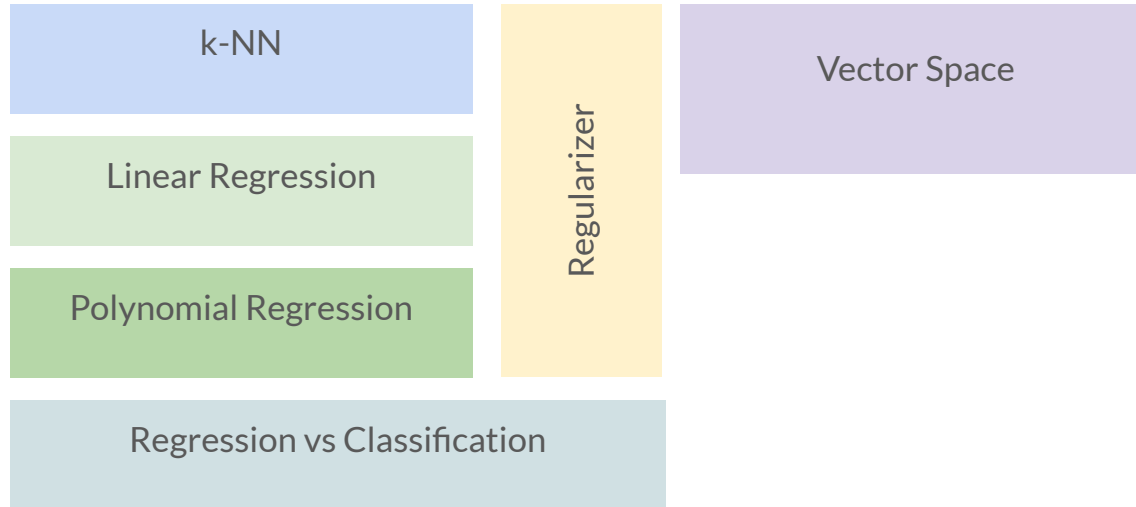 k-NN
Linear Regression
Polynomial Regression
Regularizer
Vector Space
Regression vs Classification